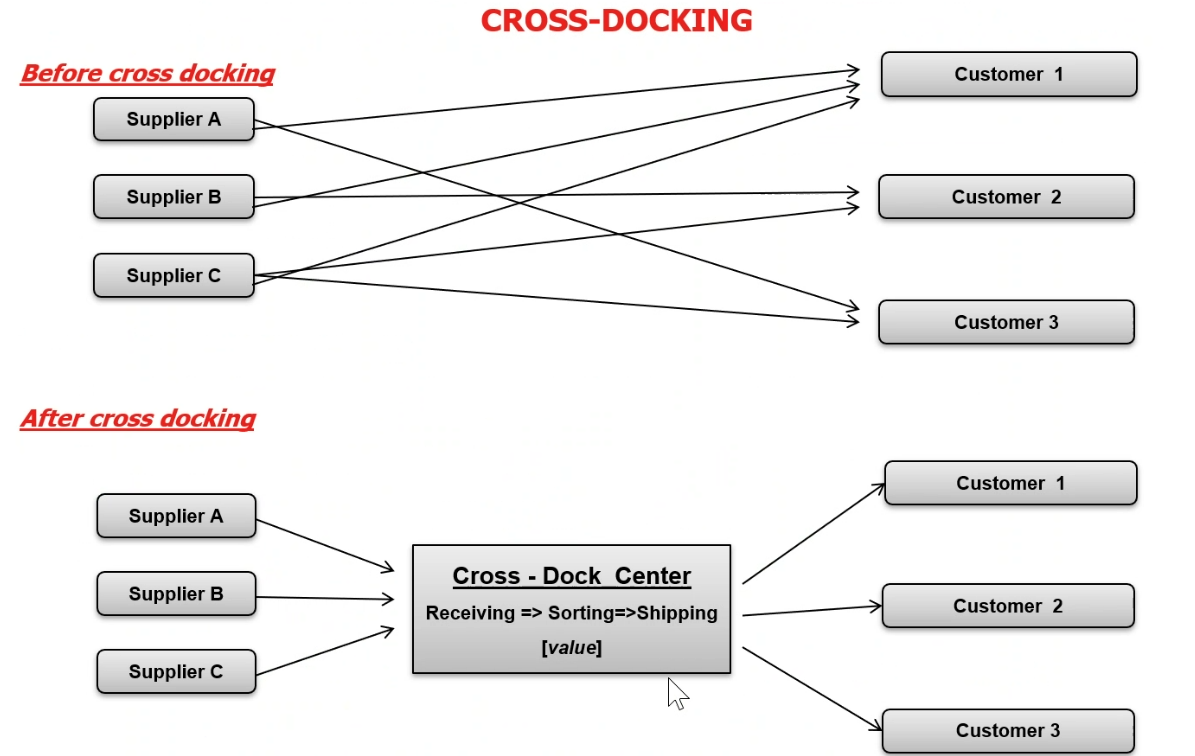 CROSS-DOCKING
Before cross docking
Supplier A
Customer 1
Supplier B
Customer 2
Supplier C
Customer 3
After cross docking
Customer 1
Supplier A
Cross - Dock Center
Supplier B
Customer 2
Receiving => Sorting=>Shipping
[value]
Supplier C
Customer 3